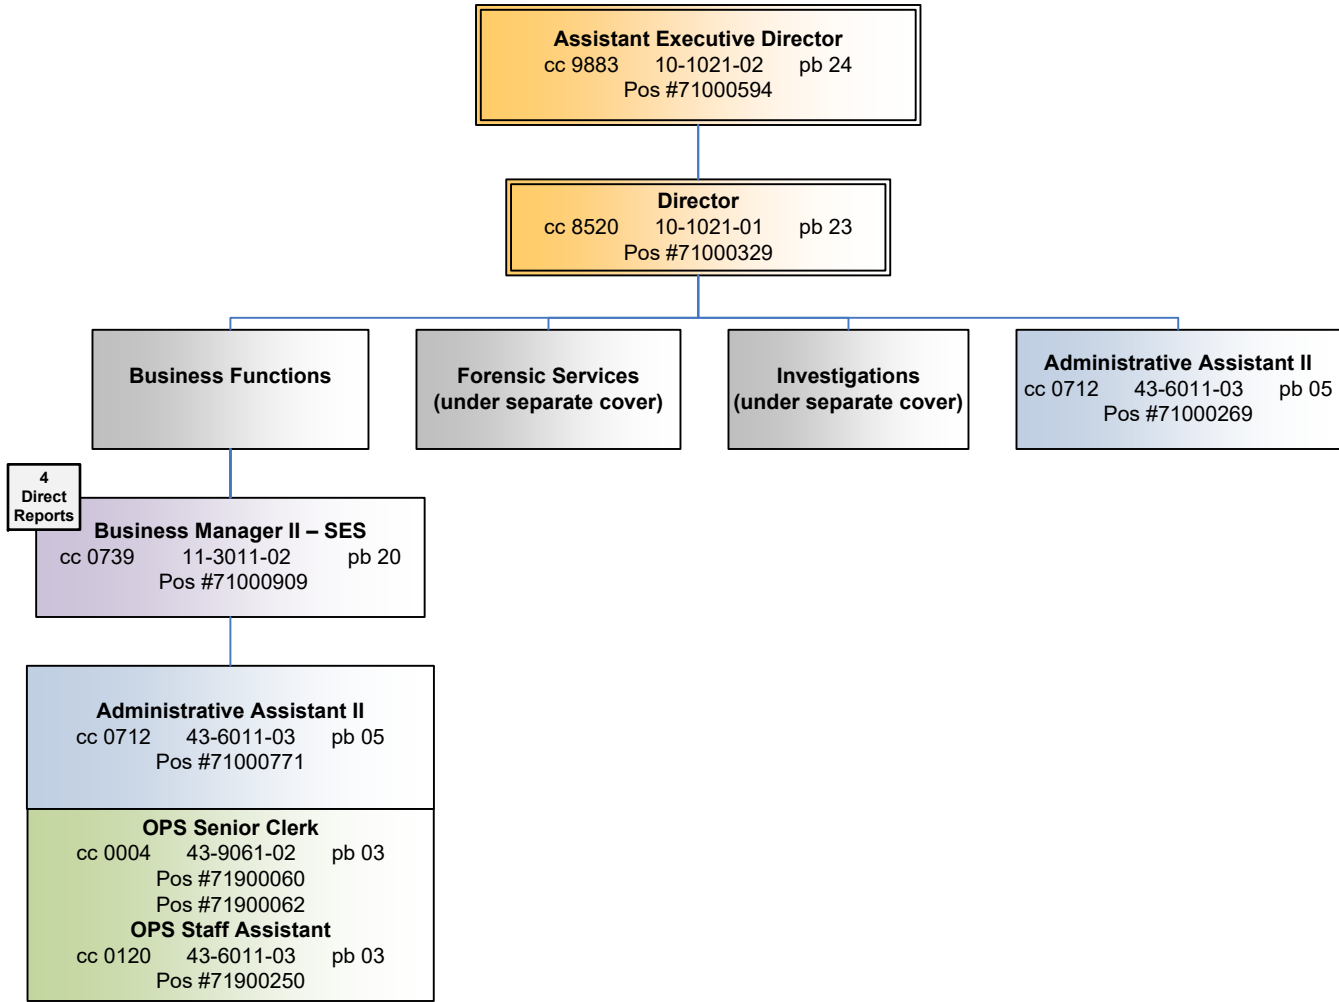 Assistant Executive Director
cc 9883 10-1021-02 pb 24
Pos #71000594
Director
cc 8520 10-1021-01 pb 23
Pos #71000329
Business Functions
Forensic Services
(under separate cover)
Investigations
(under separate cover)
Administrative Assistant II
cc 0712 43-6011-03 pb 05
Pos #71000269
4
Direct
Reports
Business Manager II – SES
cc 0739 11-3011-02 pb 20
Pos #71000909
Administrative Assistant II
cc 0712 43-6011-03 pb 05
Pos #71000771
OPS Senior Clerk
cc 0004 43-9061-02 pb 03
Pos #71900060
Pos #71900062
OPS Staff Assistant
cc 0120 43-6011-03 pb 03
Pos #71900250